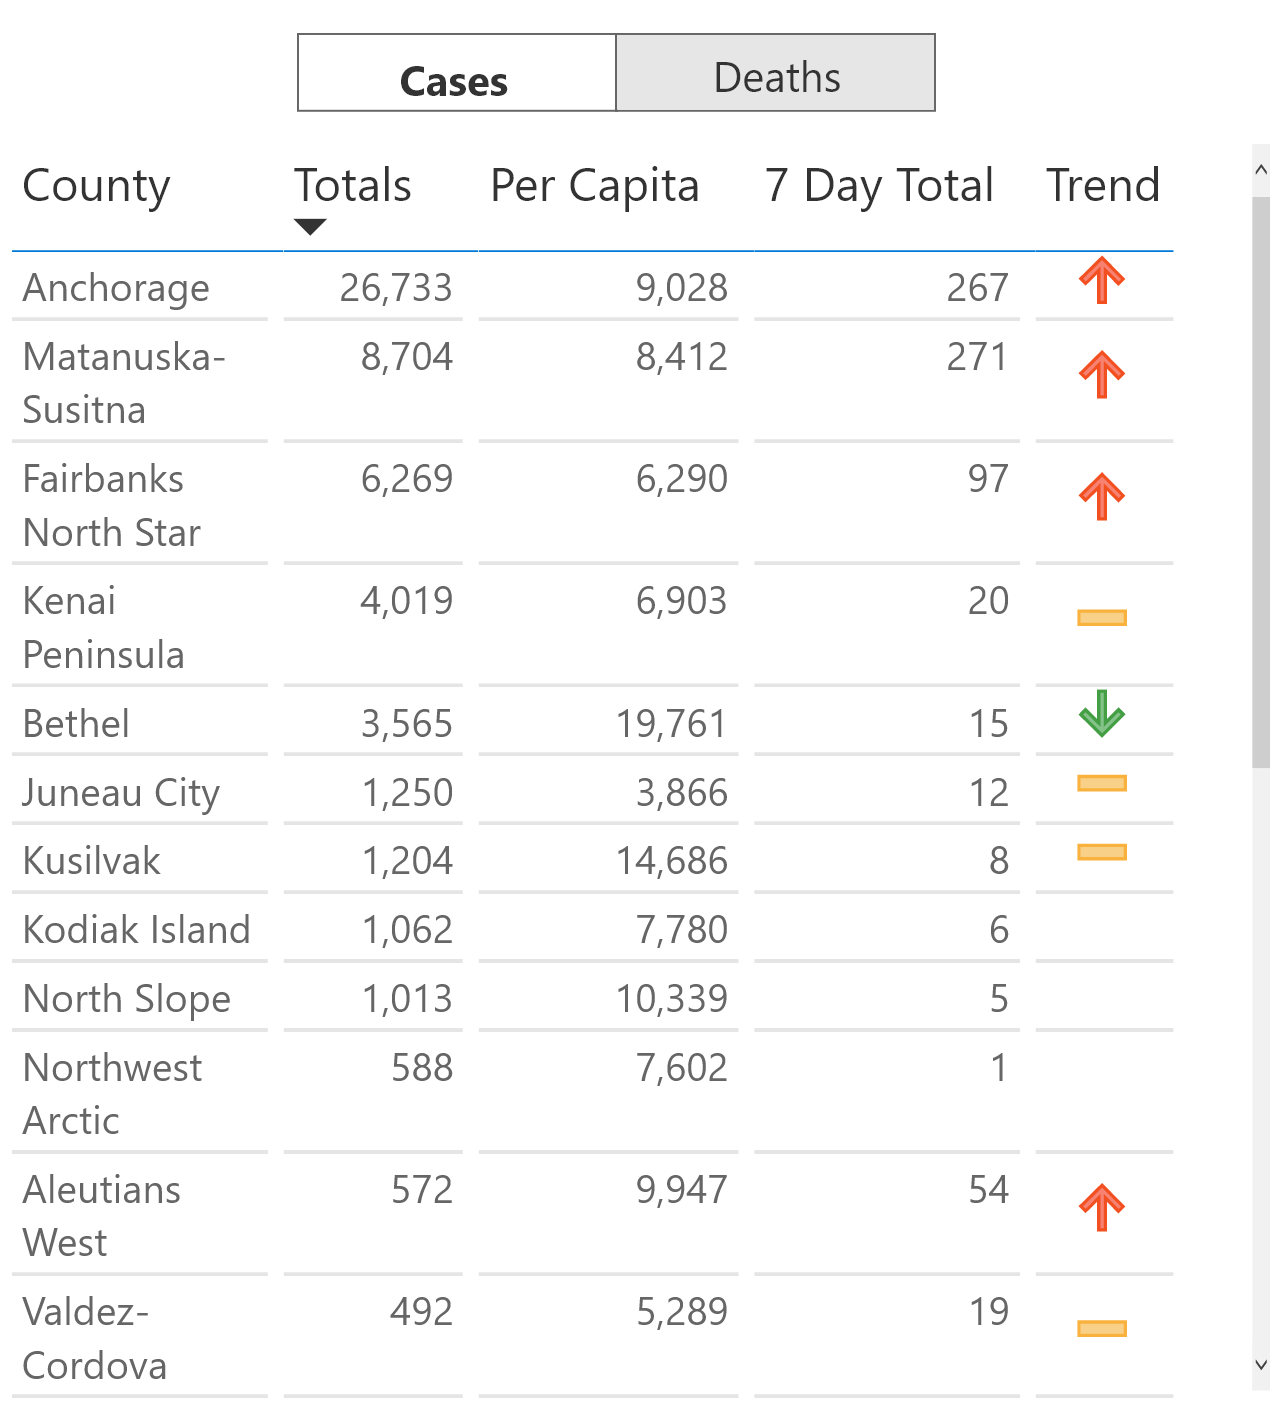 Cases Deaths
County Totals Per Capita 7 Day Total Trend
Anchorage 26,733 9,028 267
Matanuska- 8,704 8,412 271
Susitna
Fairbanks 6,269 6,290 97
North Star
Kenai 4,019 6,903 20
Peninsula
Bethel 3,565 19,761 15
Juneau City 1,250 3,866 12
Kusilvak 1,204 14,686 8
Kodiak Island 1,062 7,780 6
North Slope 1,013 10,339 5
Northwest 588 7,602 1
Arctic
Aleutians 572 9,947 54
West
Valdez- 492 5,289 19
Cordova